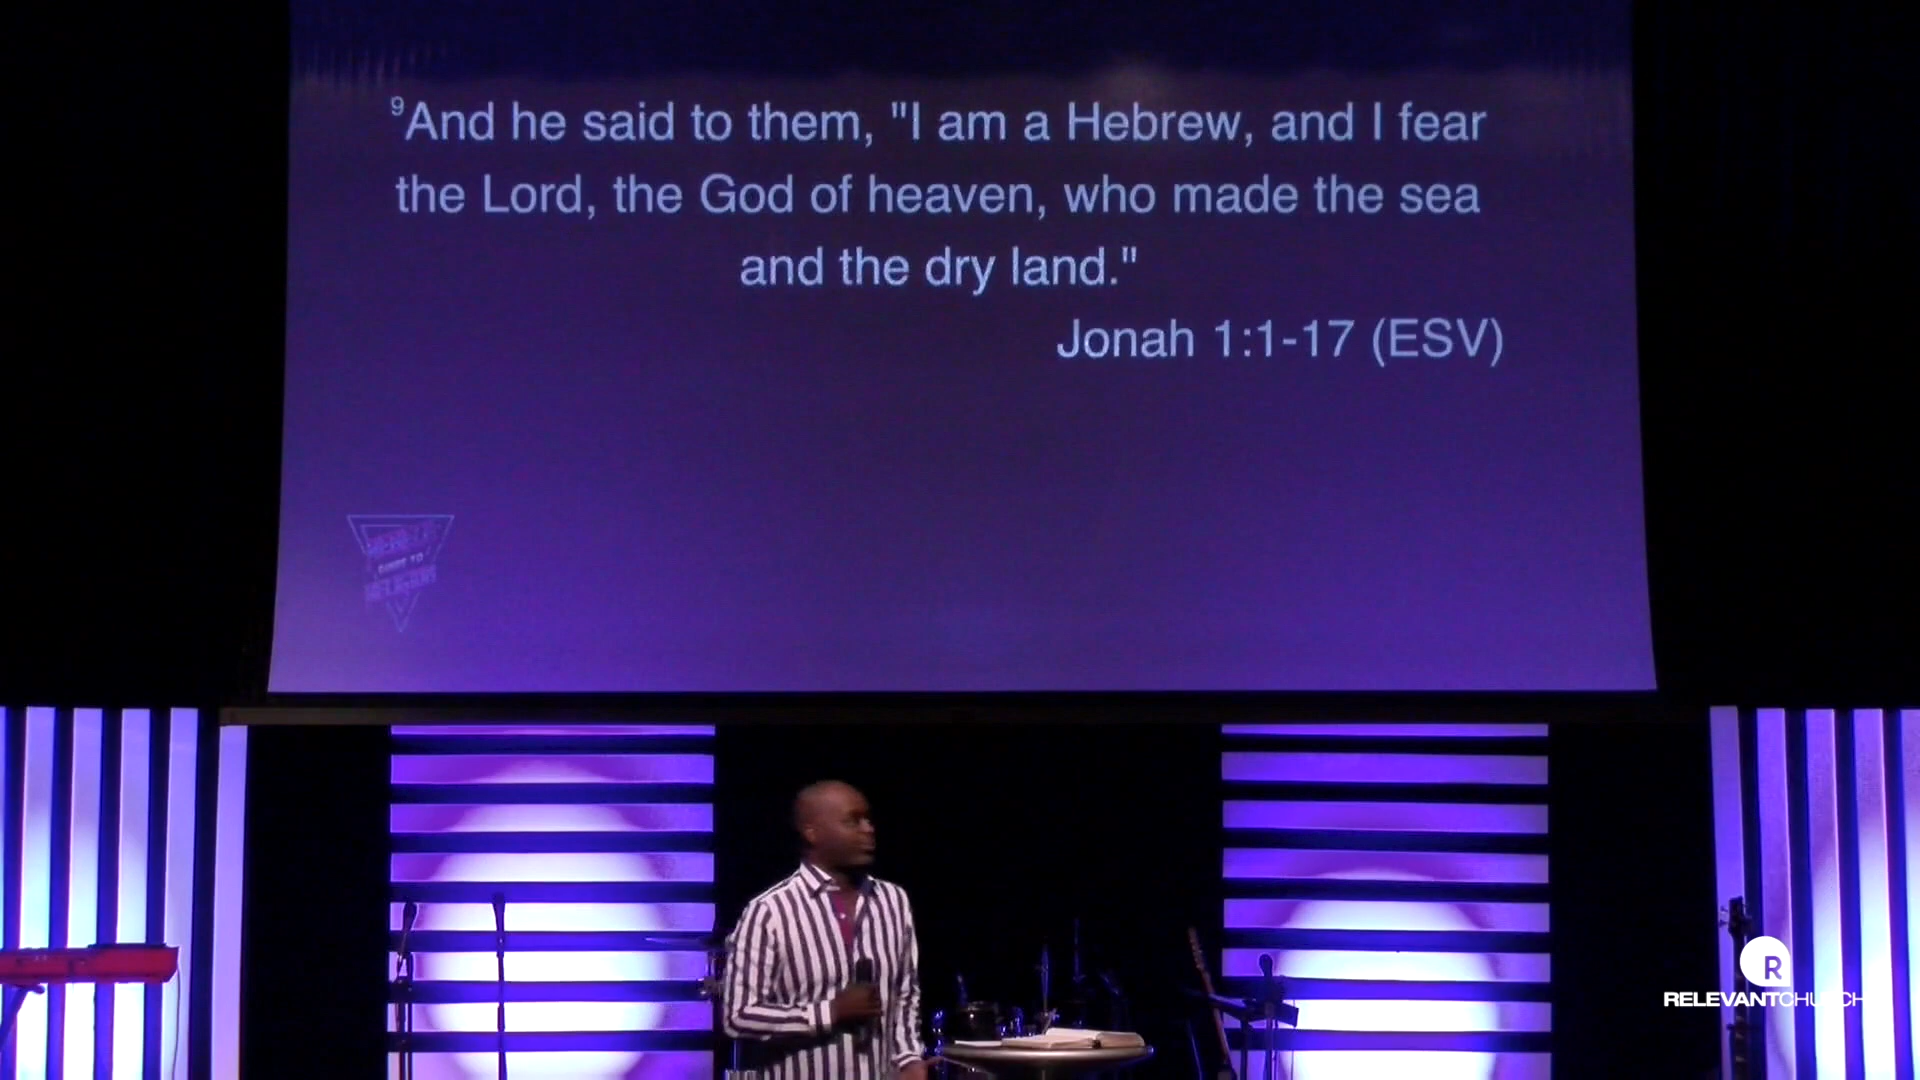 ⁹And he said to them, "I am a Hebrew, and I fear
the Lord, the God of heaven, who made the sea
and the dry land."
Jonah 1:1-17 (ESV)
R
RELEVANTCHURCH